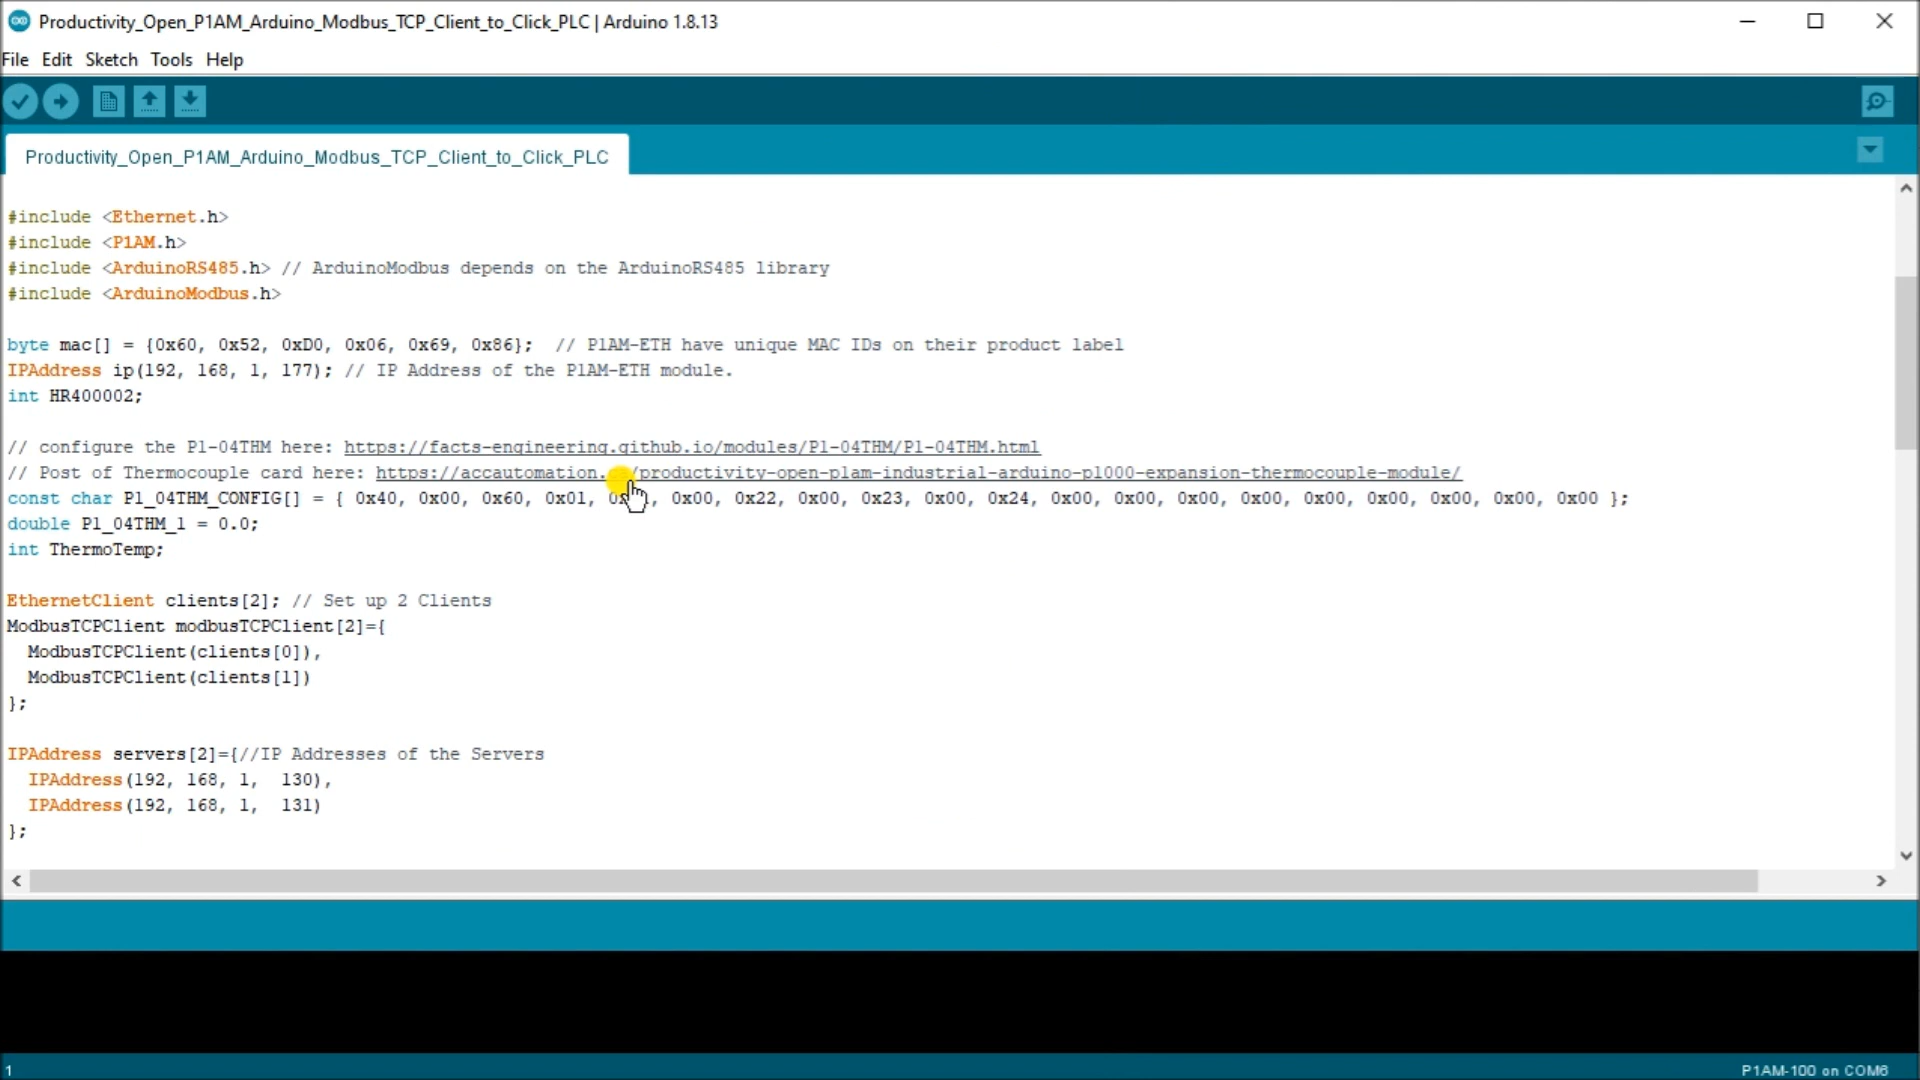 Productivity_Open_P1AM_Arduino_Modbus_TCP_Client_to_Click_PLC | Arduino 1.8.13
File Edit Sketch Tools Help
Productivity_Open_P1AM_Arduino_Modbus_TCP_Client_to_Click_PLC
#include <Ethernet.h>
#include <P1AM.h>
#include <ArduinoRS485.h> // ArduinoModbus depends on the ArduinoRS485 library
#include <ArduinoModbus.h>
byte mac[] = {0x60, 0x52, 0xD0, 0x06, 0x69, 0x86};  // P1AM-ETH have unique MAC IDs on their product label
IPAddress ip(192, 168, 1, 177); // IP Address of the P1AM-ETH module.
int HR400002;
// configure the P1-04THM here: https://facts-engineering.github.io/modules/P1-04THM/P1-04THM.html
// Post of Thermocouple card here: https://accautomation. /productivity-open-p1am-industrial-arduino-p1000-expansion-thermocouple-module/
const char P1_04THM_CONFIG[] = { 0x40, 0x00, 0x60, 0x01, , 0x00, 0x22, 0x00, 0x23, 0x00, 0x24, 0x00, 0x00, 0x00, 0x00, 0x00, 0x00, 0x00, 0x00, 0x00 };
double P1_04THM_1 = 0.0;
int ThermoTemp;
EthernetClient clients[2]; // Set up 2 Clients
ModbusTCPClient modbusTCPClient[2]={
  ModbusTCPClient(clients[0]),
  ModbusTCPClient(clients[1])
};
IPAddress servers[2]={//IP Addresses of the Servers
  IPAddress(192, 168, 1,  130),
  IPAddress(192, 168, 1,  131)
};
1
P1AM-100 on COM6